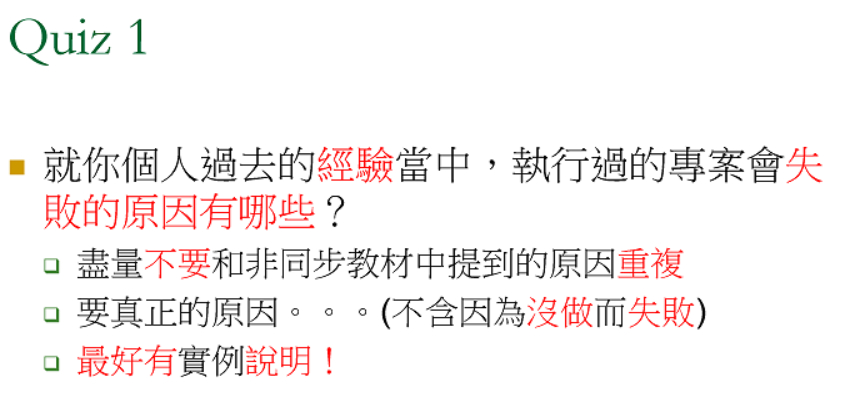 Quiz 1
就你個人過去的經驗當中，執行過的專案會失
敗的原因有哪些？
盡量不要和非同步教材中提到的原因重複
要真正的原因。。。(不含因為沒做而失敗)
最好有實例說明！